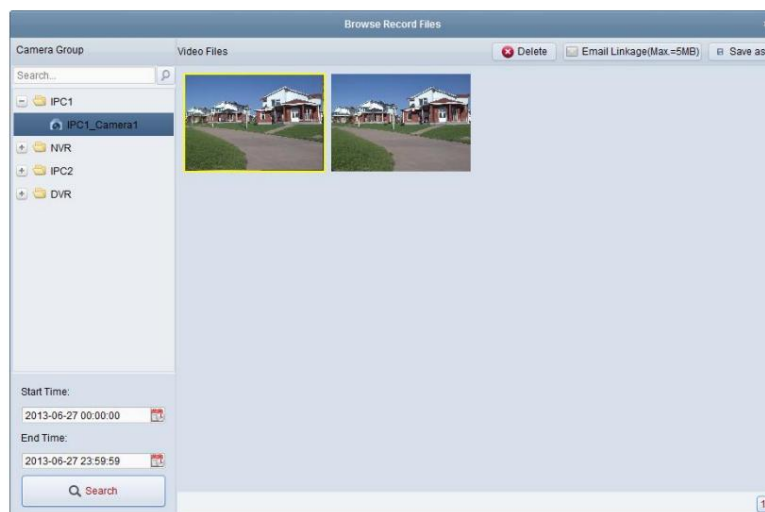 Browse Record Files
Camera Group
Video Files
Delete
Email Linkage(Max.=5MB)
Save as
Search...
IPC1
IPC1_Camera1
NVR
IPC2
DVR
Start Time:
2013-06-27 00:00:00
End Time:
2013-06-27 23:59:59
Search
1